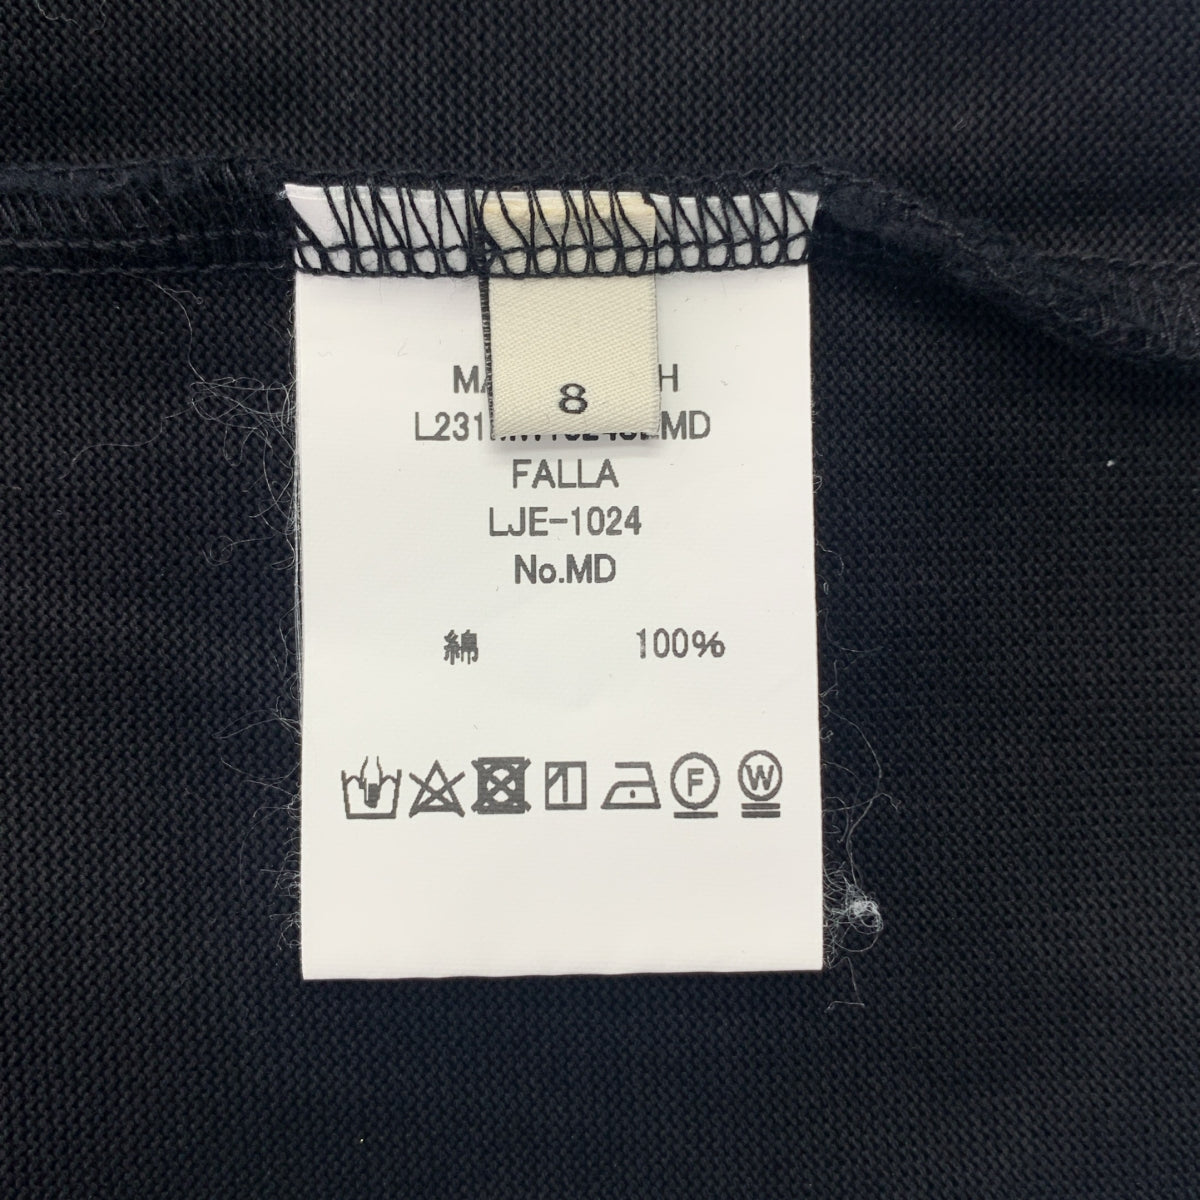 8
FALLA
LJE-1024
No.MD
綿 100%
F W